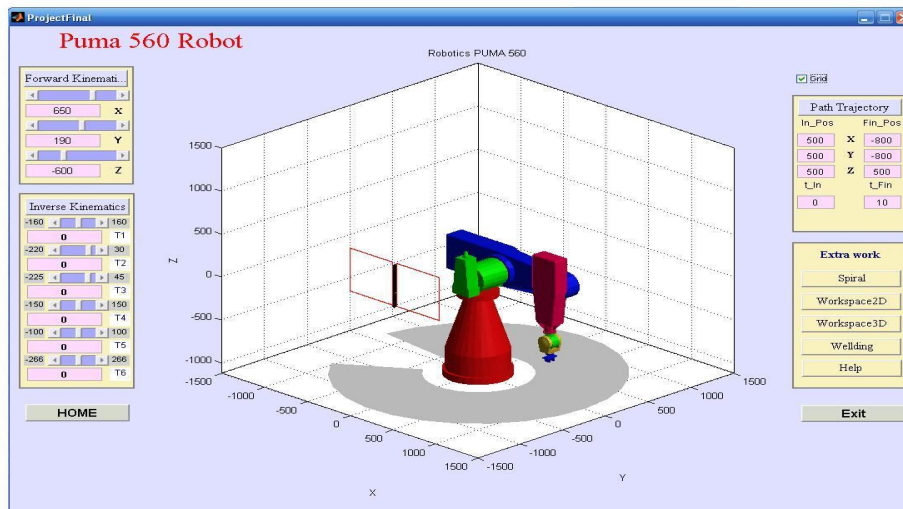 ProjectFinal
Puma 560 Robot
Forward Kinemati...
650 X
190 Y
-600 Z
Inverse Kinematics
-160 160
0 T1
-220 30
0 T2
-225 45
0 T3
-150 150
0 T4
-100 100
0 T5
-266 266
0 T6
HOME
Robotics PUMA 560
1500
1000
500
0
-500
-1000
-1500
Z
-1500
-1000
-500
0
500
1000
1500
X
-1500
-1000
-500
0
500
1000
1500
Y
Grid
Path Trajectory
In_Pos Fin_Pos
500 X -800
500 Y -800
500 Z 500
t_In t_Fin
0 10
Extra work
Spiral
Workspace2D
Workspace3D
Wellding
Help
Exit